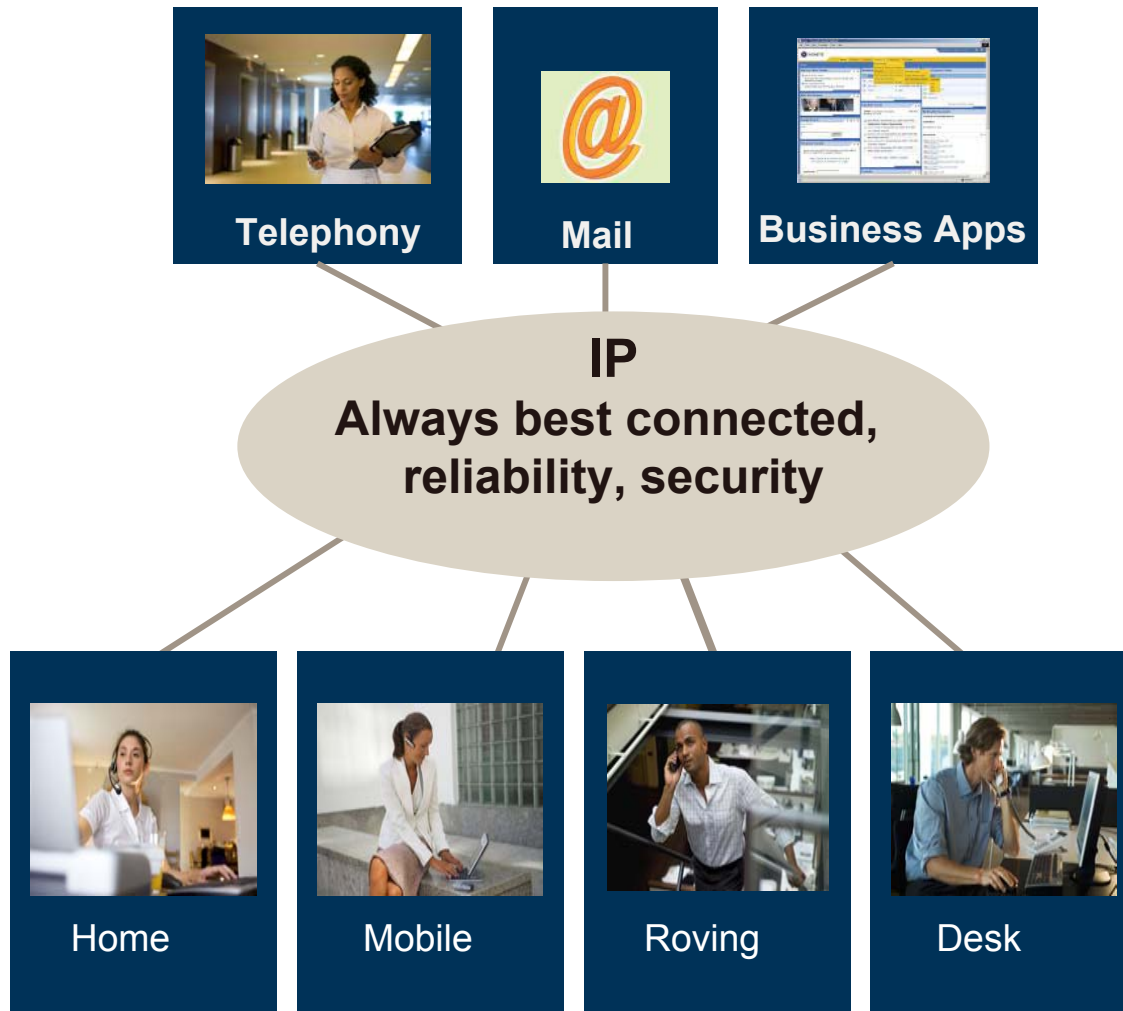 Telephony
Mail
Business Apps
IP
Always best connected,
reliability, security
Home
Mobile
Roving
Desk